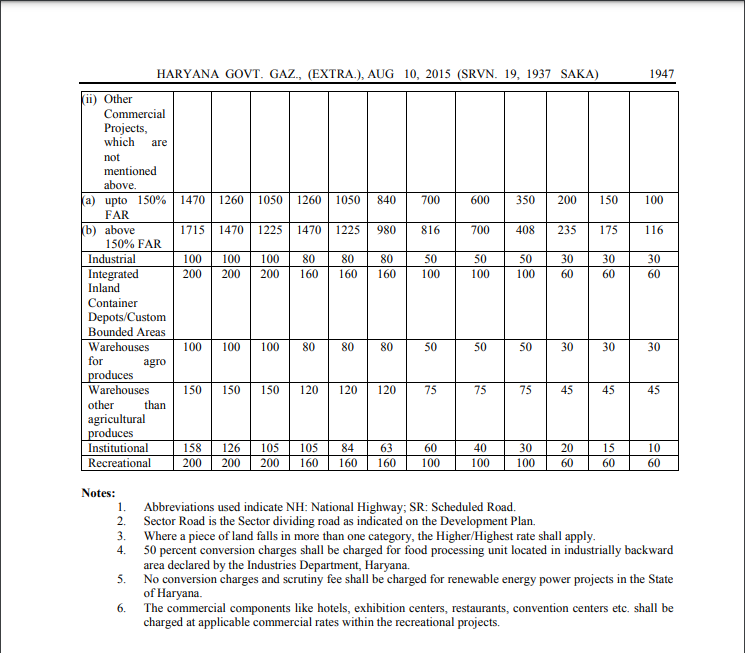 HARYANA GOVT. GAZ., (EXTRA.), AUG 10, 2015 (SRVN. 19, 1937 SAKA) 1947
(ii) Other
Commercial
Projects,
which are
not
mentioned
above.
(a) upto 150% 1470 1260 1050 1260 1050 840 700 600 350 200 150 100
FAR
(b) above 1715 1470 1225 1470 1225 980 816 700 408 235 175 116
150% FAR
Industrial 100 100 100 80 80 80 50 50 50 30 30 30
Integrated 200 200 200 160 160 160 100 100 100 60 60 60
Inland
Container
Depots/Custom
Bounded Areas
Warehouses 100 100 100 80 80 80 50 50 50 30 30 30
for agro
produces
Warehouses 150 150 150 120 120 120 75 75 75 45 45 45
other than
agricultural
produces
Institutional 158 126 105 105 84 63 60 40 30 20 15 10
Recreational 200 200 200 160 160 160 100 100 100 60 60 60
Notes:
1. Abbreviations used indicate NH: National Highway; SR: Scheduled Road.
2. Sector Road is the Sector dividing road as indicated on the Development Plan.
3. Where a piece of land falls in more than one category, the Higher/Highest rate shall apply.
4. 50 percent conversion charges shall be charged for food processing unit located in industrially backward
area declared by the Industries Department, Haryana.
5. No conversion charges and scrutiny fee shall be charged for renewable energy power projects in the State
of Haryana.
6. The commercial components like hotels, exhibition centers, restaurants, convention centers etc. shall be
charged at applicable commercial rates within the recreational projects.